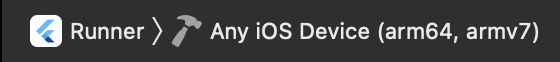 Runner 〉 Any iOS Device (arm64, armv7)